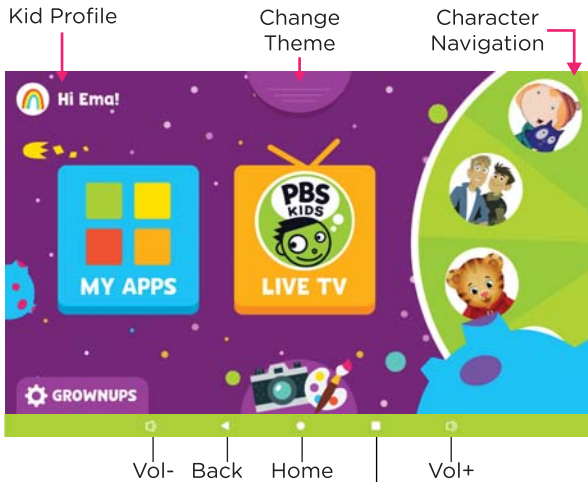 Kid Profile
Change
Theme
Character
Navigation
Hi Ema!
PBS
KIDS
MY APPS
LIVE TV
GROWNUPS
Vol-
Back
Home
Vol+